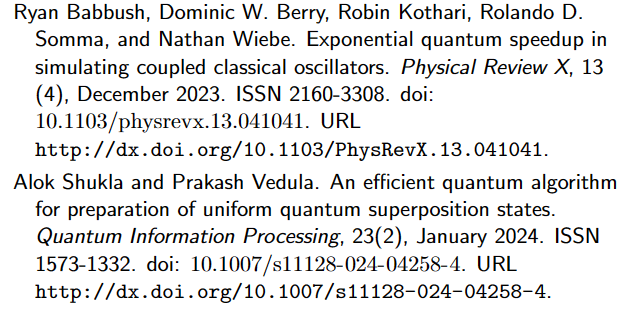 Ryan Babbush, Dominic W. Berry, Robin Kothari, Rolando D.
Somma, and Nathan Wiebe. Exponential quantum speedup in
simulating coupled classical oscillators. Physical Review X, 13
(4), December 2023. ISSN 2160-3308. doi:
10.1103/physrevx.13.041041. URL
http://dx.doi.org/10.1103/PhysRevX.13.041041.
Alok Shukla and Prakash Vedula. An efficient quantum algorithm
for preparation of uniform quantum superposition states.
Quantum Information Processing, 23(2), January 2024. ISSN
1573-1332. doi: 10.1007/s11128-024-04258-4. URL
http://dx.doi.org/10.1007/s11128-024-04258-4.